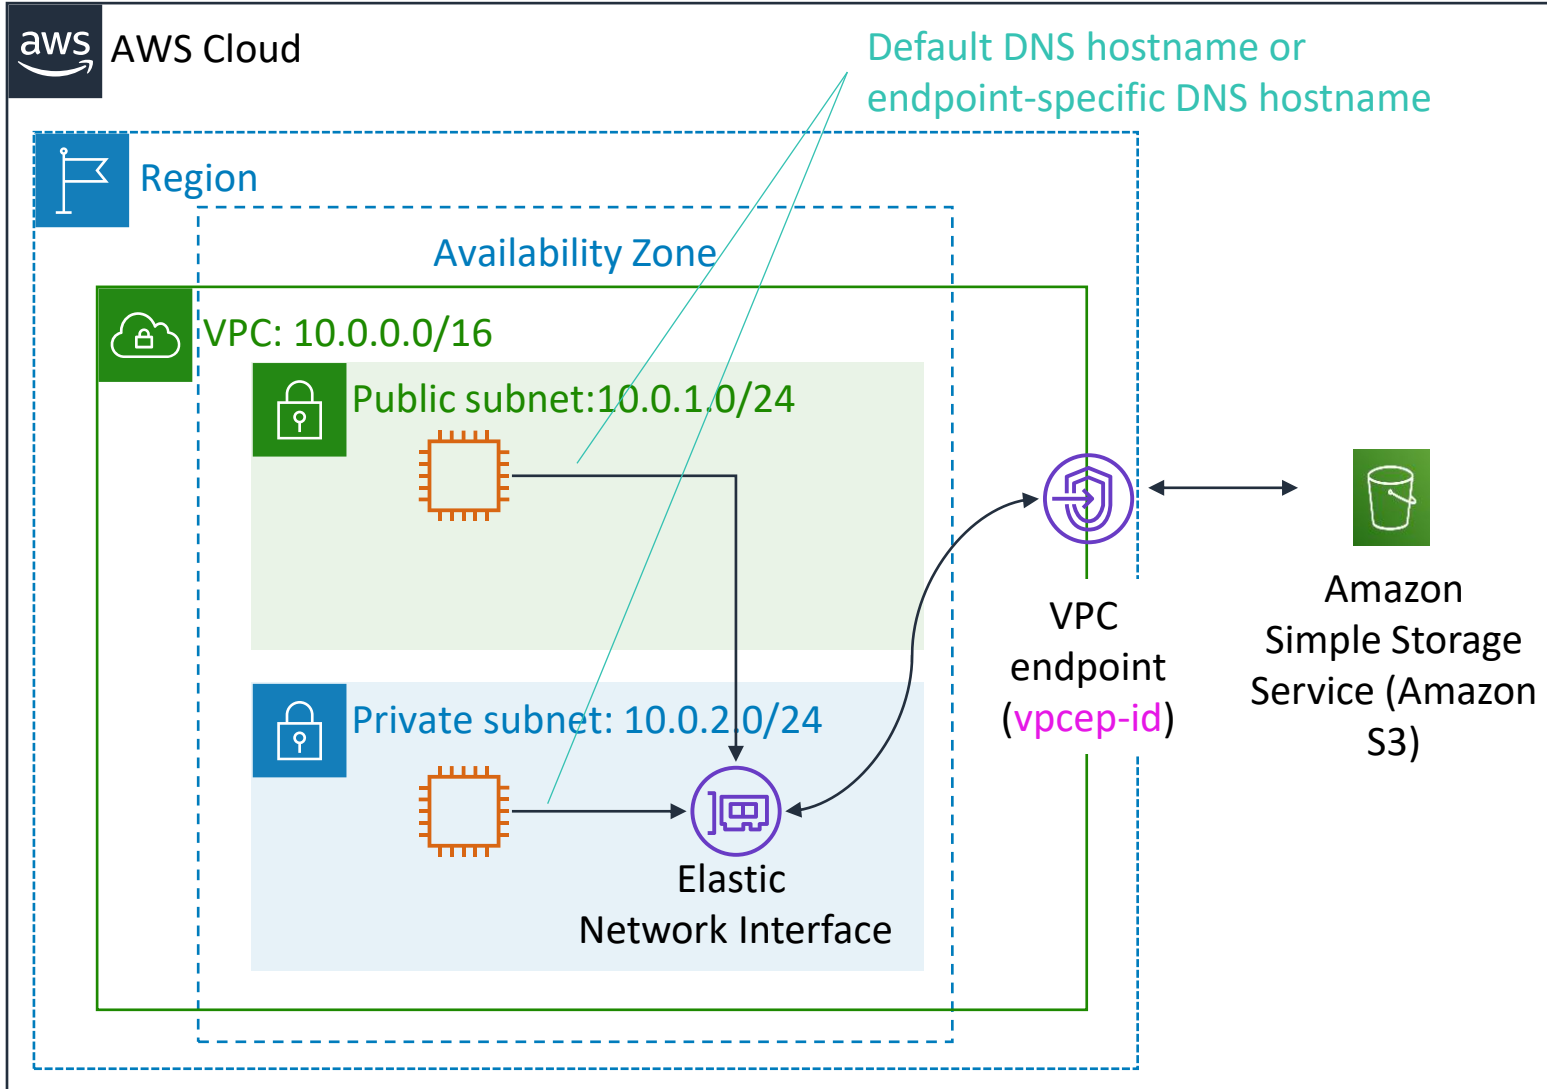 aws
AWS Cloud
Default DNS hostname or
endpoint-specific DNS hostname
Region
Availability Zone
VPC: 10.0.0.0/16
Public subnet:10.0.1.0/24
Private subnet: 10.0.2.0/24
Elastic
Network Interface
VPC
endpoint
(vpcep-id)
Amazon
Simple Storage
Service (Amazon
S3)